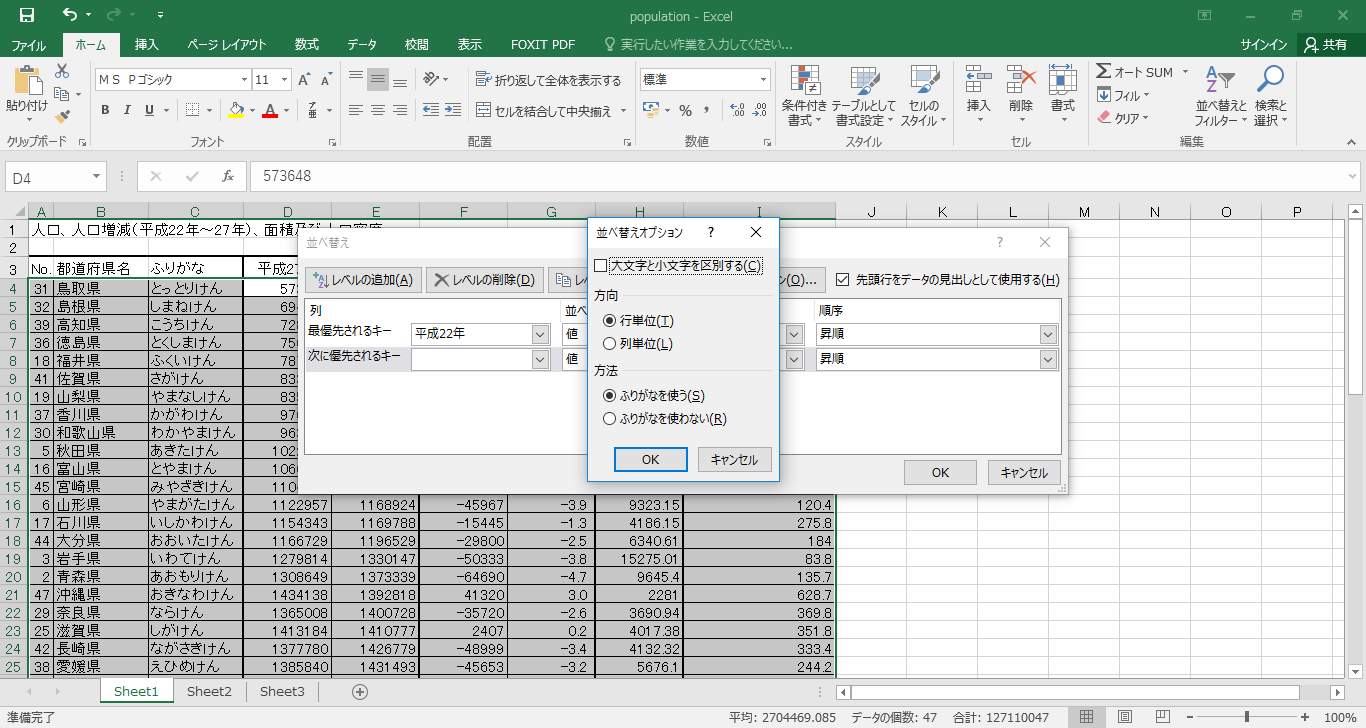 population - Excel
ファイル ホーム 挿入 ページ レイアウト 数式 データ 校閲 表示 FOXIT PDF 実行したい作業を入力してください... サインイン 共有
貼り付け
クリップボード
ＭＳ Ｐゴシック 11
B I U
フォント
折り返して全体を表示する
セルを結合して中央揃え
配置
標準
% ,
数値
条件付き書式
テーブルとして書式設定
セルのスタイル
スタイル
挿入 削除 書式
セル
オート SUM
フィル
クリア
並べ替えとフィルター
検索と選択
編集
D4 fx 573648
A B C D E F G H I J K L M N O P
1 人口、人口増減(平成22年～27年)、面積及び
2
3 No. 都道府県名 ふりがな 平成27
4 31 鳥取県 とっとりけん
5 32 島根県 しまねけん
6 39 高知県 こうちけん
7 36 徳島県 とくしまけん
8 18 福井県 ふくいけん
9 41 佐賀県 さがけん
10 19 山梨県 やまなしけん
11 37 香川県 かがわけん
12 30 和歌山県 わかやまけん
13 5 秋田県 あきたけん
14 16 富山県 とやまけん
15 45 宮崎県 みやざきけん
16 6 山形県 やまがたけん 1122957 1168924 −45967 −3.9 9323.15 120.4
17 17 石川県 いしかわけん 1154343 1169788 −15445 −1.3 4186.15 275.8
18 44 大分県 おおいたけん 1166729 1196529 −29800 −2.5 6340.61 184
19 3 岩手県 いわてけん 1279814 1330147 −50333 −3.8 15275.01 83.8
20 2 青森県 あおもりけん 1308649 1373339 −64690 −4.7 9645.4 135.7
21 47 沖縄県 おきなわけん 1434138 1392818 41320 3.0 2281 628.7
22 29 奈良県 ならけん 1365008 1400728 −35720 −2.6 3690.94 369.8
23 25 滋賀県 しがけん 1413184 1410777 2407 0.2 4017.38 351.8
24 42 長崎県 ながさきけん 1377780 1426779 −48999 −3.4 4132.32 333.4
25 38 愛媛県 えひめけん 1385840 1431493 −45653 −3.2 5676.1 244.2
並べ替え ?
レベルの追加(A) レベルの削除(D) (O)... 先頭行をデータの見出しとして使用する(H)
列 並べ 順序
最優先されるキー 平成22年 値 昇順
次に優先されるキー 値 昇順
OK キャンセル
並べ替えオプション ?
大文字と小文字を区別する(C)
方向
行単位(T)
列単位(L)
方法
ふりがなを使う(S)
ふりがなを使わない(R)
OK キャンセル
Sheet1 Sheet2 Sheet3
準備完了 平均: 2704469.085 データの個数: 47 合計: 127110047 100%